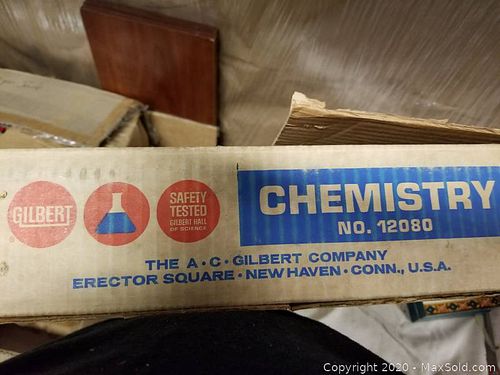 GILBERT
SAFETY
TESTED
GILBERT HALL
OF SCIENCE
CHEMISTRY
NO. 12080
THE A·C·GILBERT COMPANY
ERECTOR SQUARE·NEW HAVEN·CONN., U.S.A.
Copyright © 2020 - MaxSold.com